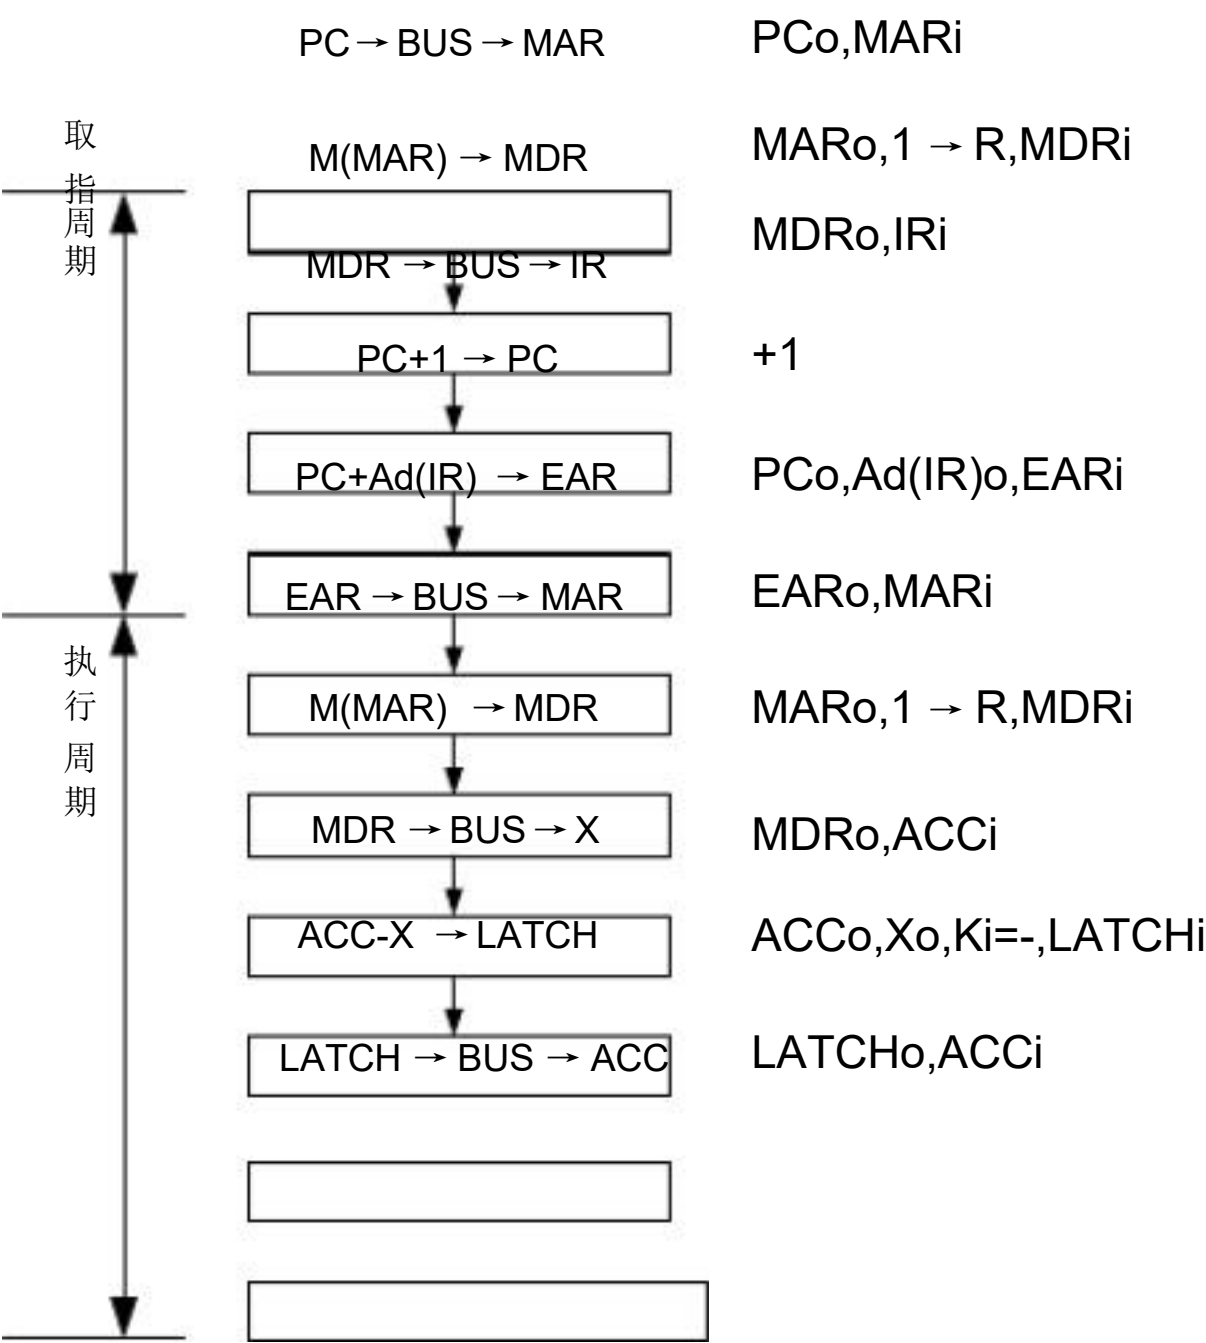 PC→BUS→MAR PCo,MARi
取
M(MAR) → MDR MARo,1 → R,MDRi
指
周
MDRo,IRi
期
MDR → BUS → IR
PC+1 → PC +1
PC+Ad(IR) → EAR PCo,Ad(IR)o,EARi
EAR → BUS → MAR EARo,MARi
执
行
M(MAR) → MDR MARo,1 → R,MDRi
周
期
MDR → BUS → X MDRo,ACCi
ACC-X → LATCH ACCo,Xo,Ki=-,LATCHi
LATCH → BUS → ACC LATCHo,ACCi